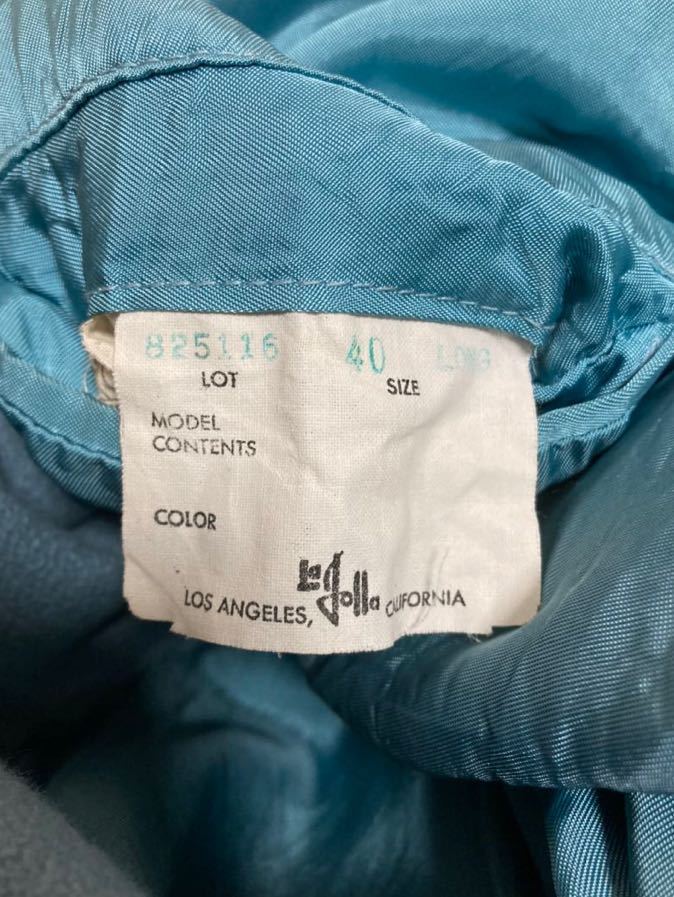 825116 40 LONG
LOT SIZE
MODEL
CONTENTS
COLOR
La Jolla
LOS ANGELES, CALIFORNIA